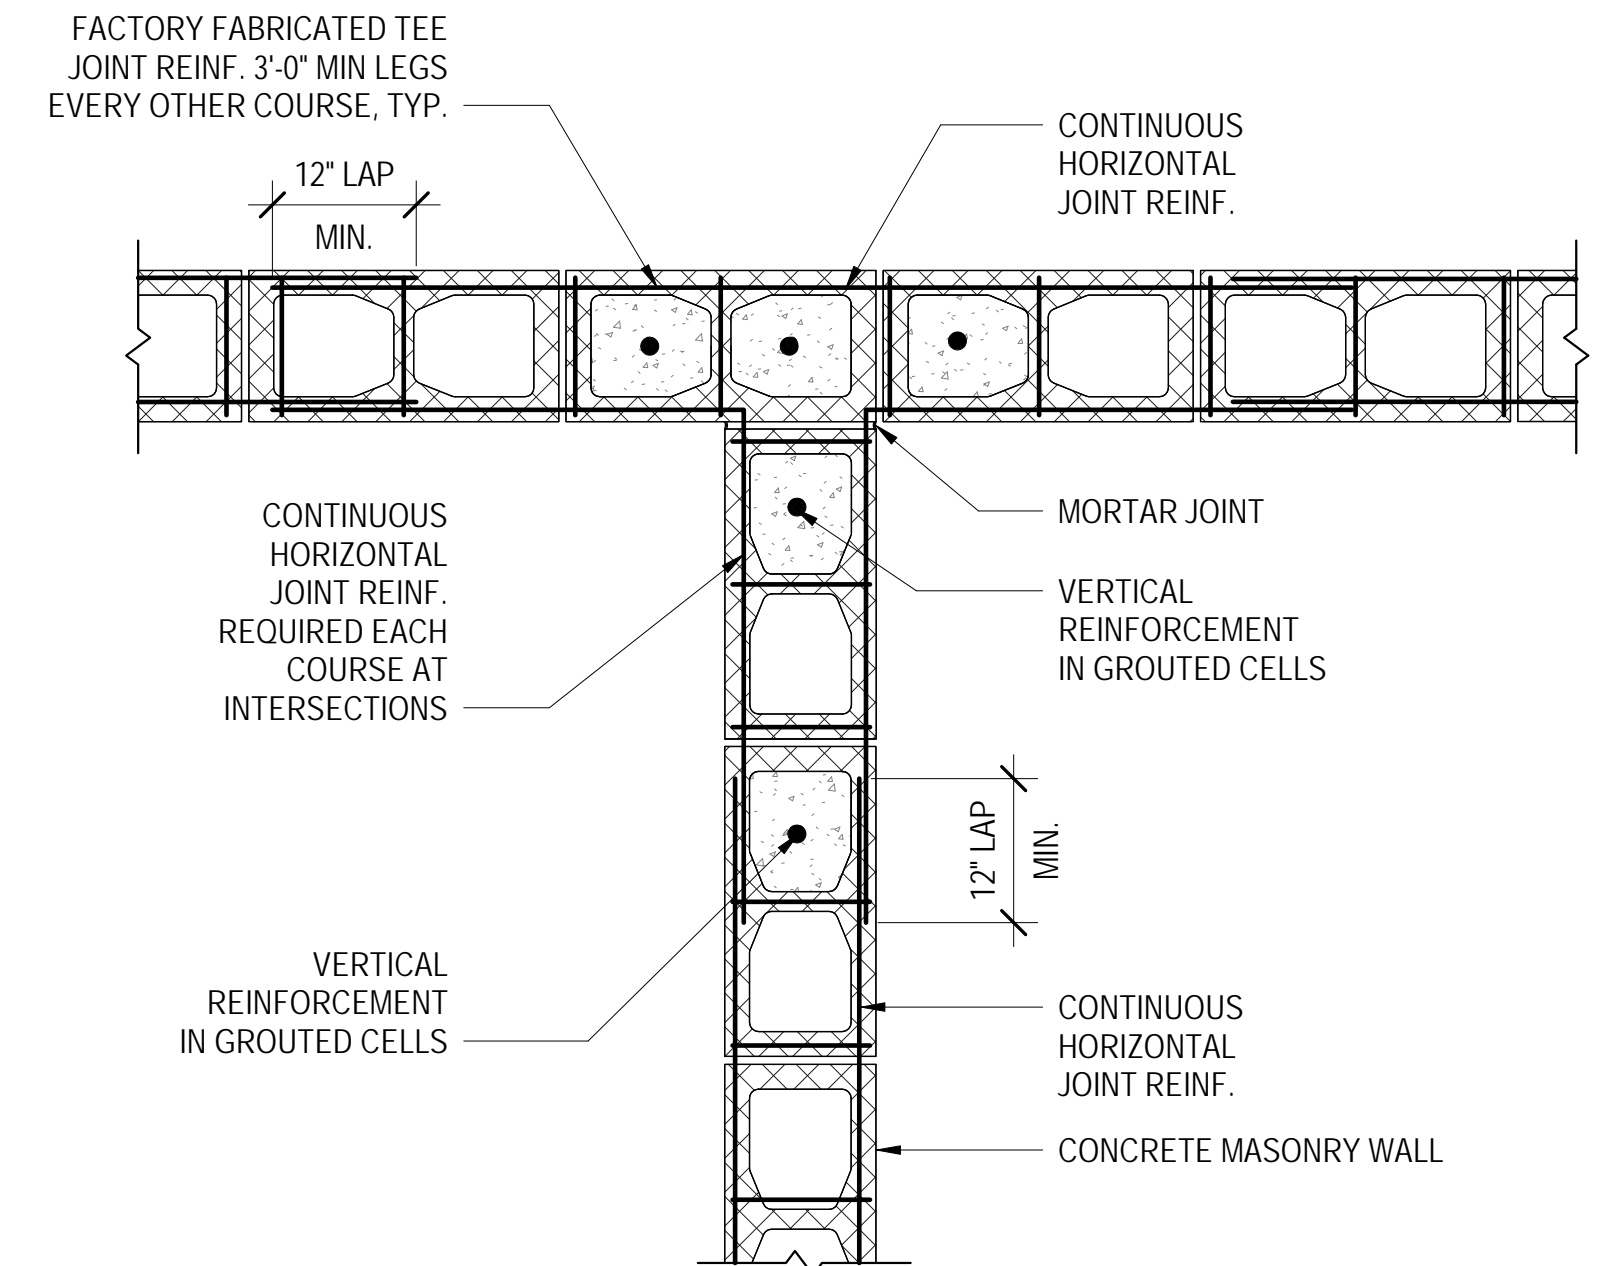 FACTORY FABRICATED TEE
JOINT REINF. 3'-0" MIN LEGS
EVERY OTHER COURSE, TYP.
12" LAP
MIN.
CONTINUOUS
HORIZONTAL
JOINT REINF.
CONTINUOUS
HORIZONTAL
JOINT REINF.
REQUIRED EACH
COURSE AT
INTERSECTIONS
MORTAR JOINT
VERTICAL
REINFORCEMENT
IN GROUTED CELLS
12" LAP
MIN.
VERTICAL
REINFORCEMENT
IN GROUTED CELLS
CONTINUOUS
HORIZONTAL
JOINT REINF.
CONCRETE MASONRY WALL